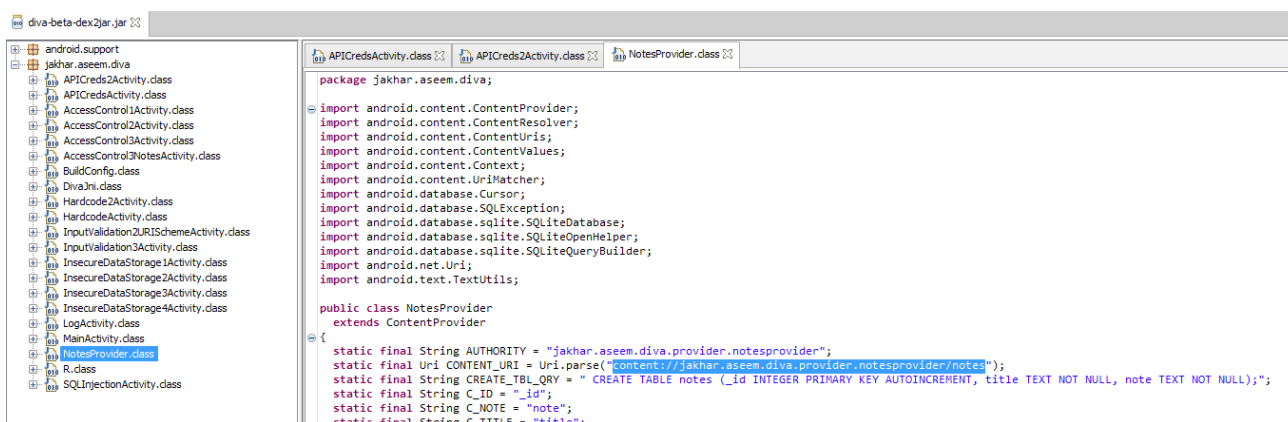 diva-beta-dex2jar.jar
android.support
jakhar.aseem.diva
APICreds2Activity.class
APICredsActivity.class
AccessControl1Activity.class
AccessControl2Activity.class
AccessControl3Activity.class
AccessControl3NotesActivity.class
BuildConfig.class
DivaJni.class
Hardcode2Activity.class
HardcodeActivity.class
InputValidation2URISchemeActivity.class
InputValidation3Activity.class
InsecureDataStorage1Activity.class
InsecureDataStorage2Activity.class
InsecureDataStorage3Activity.class
InsecureDataStorage4Activity.class
LogActivity.class
MainActivity.class
NotesProvider.class
R.class
SQLInjectionActivity.class
APICredsActivity.class APICreds2Activity.class NotesProvider.class
package jakhar.aseem.diva;
import android.content.ContentProvider;
import android.content.ContentResolver;
import android.content.ContentUris;
import android.content.ContentValues;
import android.content.Context;
import android.content.UriMatcher;
import android.database.Cursor;
import android.database.SQLException;
import android.database.sqlite.SQLiteDatabase;
import android.database.sqlite.SQLiteOpenHelper;
import android.database.sqlite.SQLiteQueryBuilder;
import android.net.Uri;
import android.text.TextUtils;
public class NotesProvider
extends ContentProvider
{
static final String AUTHORITY = "jakhar.aseem.diva.provider.notesprovider";
static final Uri CONTENT_URI = Uri.parse("content://jakhar.aseem.diva.provider.notesprovider/notes");
static final String CREATE_TBL_QRY = " CREATE TABLE notes (_id INTEGER PRIMARY KEY AUTOINCREMENT, title TEXT NOT NULL, note TEXT NOT NULL);";
static final String C_ID = "_id";
static final String C_NOTE = "note";
static final String C_TITLE = "title";